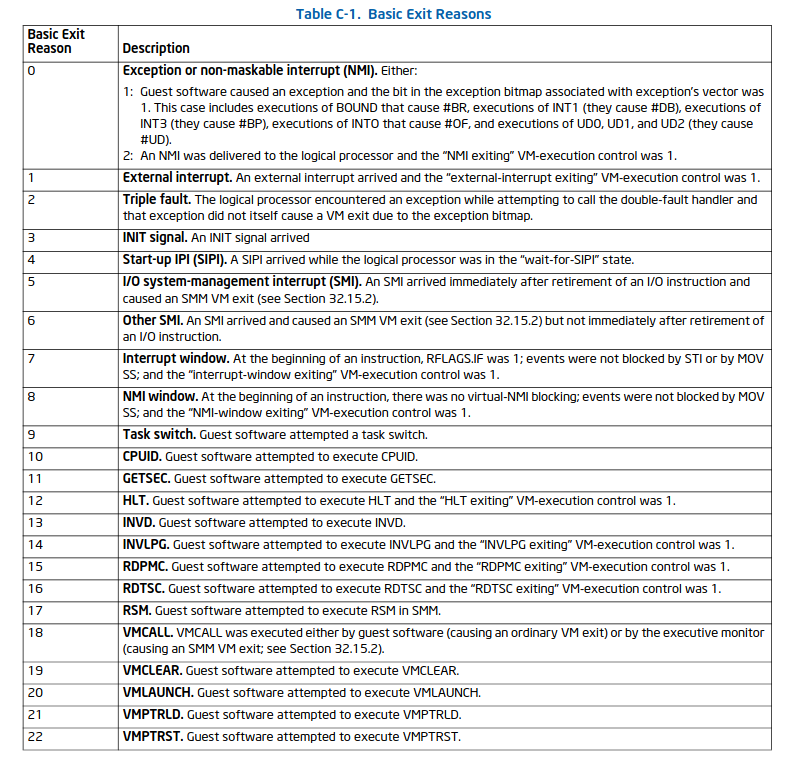 Table C-1. Basic Exit Reasons
Basic Exit
Reason
Description
0
Exception or non-maskable interrupt (NMI). Either:
1: Guest software caused an exception and the bit in the exception bitmap associated with exception’s vector was
1. This case includes executions of BOUND that cause #BR, executions of INT1 (they cause #DB), executions of
INT3 (they cause #BP), executions of INTO that cause #OF, and executions of UD0, UD1, and UD2 (they cause
#UD).
2: An NMI was delivered to the logical processor and the “NMI exiting” VM-execution control was 1.
1
External interrupt. An external interrupt arrived and the “external-interrupt exiting” VM-execution control was 1.
2
Triple fault. The logical processor encountered an exception while attempting to call the double-fault handler and
that exception did not itself cause a VM exit due to the exception bitmap.
3
INIT signal. An INIT signal arrived
4
Start-up IPI (SIPI). A SIPI arrived while the logical processor was in the “wait-for-SIPI” state.
5
I/O system-management interrupt (SMI). An SMI arrived immediately after retirement of an I/O instruction and
caused an SMM VM exit (see Section 32.15.2).
6
Other SMI. An SMI arrived and caused an SMM VM exit (see Section 32.15.2) but not immediately after retirement of
an I/O instruction.
7
Interrupt window. At the beginning of an instruction, RFLAGS.IF was 1; events were not blocked by STI or by MOV
SS; and the “interrupt-window exiting” VM-execution control was 1.
8
NMI window. At the beginning of an instruction, there was no virtual-NMI blocking; events were not blocked by MOV
SS; and the “NMI-window exiting” VM-execution control was 1.
9
Task switch. Guest software attempted a task switch.
10
CPUID. Guest software attempted to execute CPUID.
11
GETSEC. Guest software attempted to execute GETSEC.
12
HLT. Guest software attempted to execute HLT and the “HLT exiting” VM-execution control was 1.
13
INVD. Guest software attempted to execute INVD.
14
INVLPG. Guest software attempted to execute INVLPG and the “INVLPG exiting” VM-execution control was 1.
15
RDPMC. Guest software attempted to execute RDPMC and the “RDPMC exiting” VM-execution control was 1.
16
RDTSC. Guest software attempted to execute RDTSC and the “RDTSC exiting” VM-execution control was 1.
17
RSM. Guest software attempted to execute RSM in SMM.
18
VMCALL. VMCALL was executed either by guest software (causing an ordinary VM exit) or by the executive monitor
(causing an SMM VM exit; see Section 32.15.2).
19
VMCLEAR. Guest software attempted to execute VMCLEAR.
20
VMLAUNCH. Guest software attempted to execute VMLAUNCH.
21
VMPTRLD. Guest software attempted to execute VMPTRLD.
22
VMPTRST. Guest software attempted to execute VMPTRST.